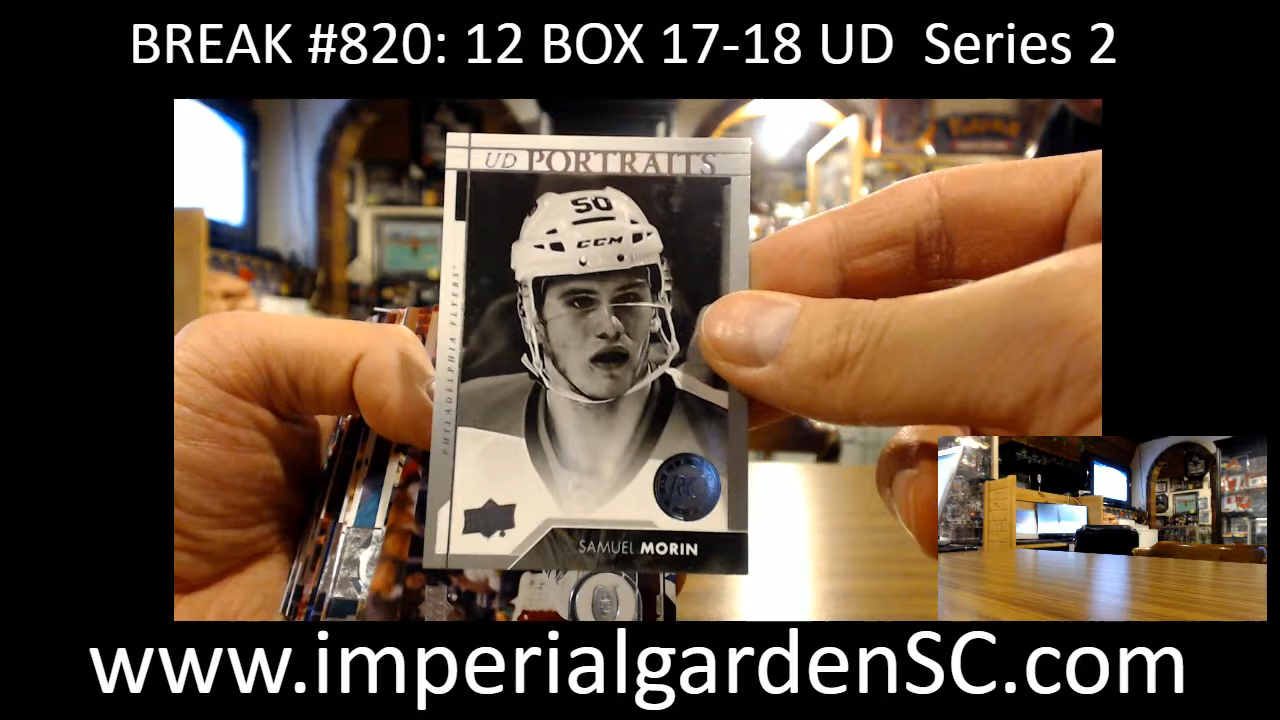 BREAK #820: 12 BOX 17-18 UD Series 2
UD PORTRAITS
50
CCM
PHILADELPHIA FLYERS
RC
SAMUEL MORIN
www.imperialgardenSC.com